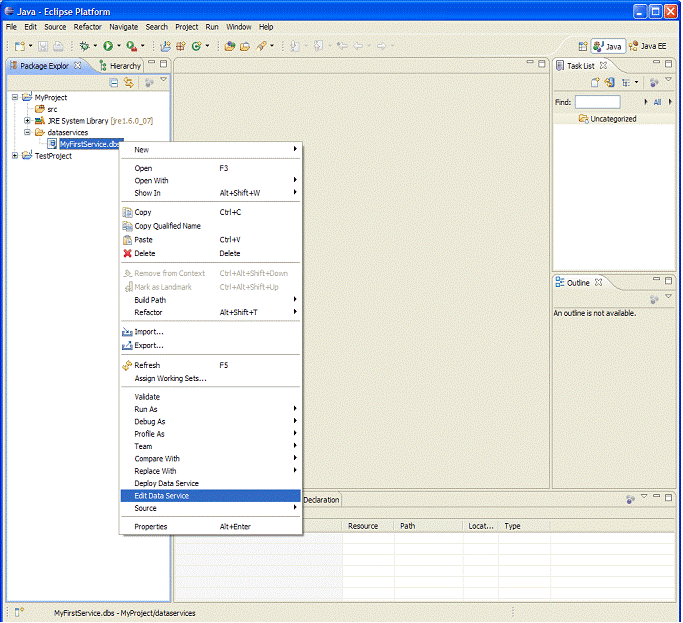 Java - Eclipse Platform
File Edit Source Refactor Navigate Search Project Run Window Help
Java Java EE
Package Explor Hierarchy
MyProject
src
JRE System Library [jre1.6.0_07]
dataservices
MyFirstService.dbs
TestProject
New
Open F3
Open With
Show In Alt+Shift+W
Copy Ctrl+C
Copy Qualified Name
Paste Ctrl+V
Delete Delete
Remove from Context Ctrl+Alt+Shift+Down
Mark as Landmark Ctrl+Alt+Shift+Up
Build Path
Refactor Alt+Shift+T
Import...
Export...
Refresh F5
Assign Working Sets...
Validate
Run As
Debug As
Profile As
Team
Compare With
Replace With
Deploy Data Service
Edit Data Service
Source
Properties Alt+Enter
Task List
Find: All
Uncategorized
Outline
An outline is not available.
Declaration
Resource Path Locat... Type
MyFirstService.dbs - MyProject/dataservices